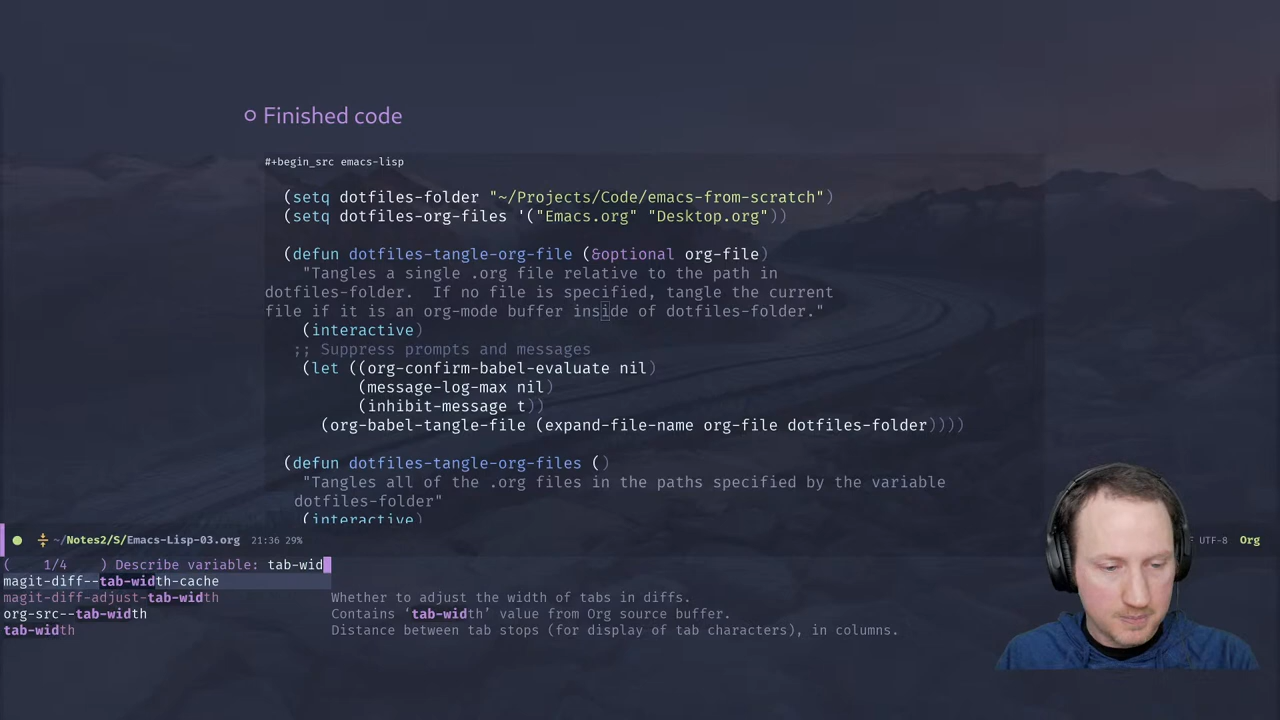 Finished code
#+begin_src emacs-lisp
(setq dotfiles-folder "~/Projects/Code/emacs-from-scratch")
(setq dotfiles-org-files '("Emacs.org" "Desktop.org"))
(defun dotfiles-tangle-org-file (&optional org-file)
"Tangles a single .org file relative to the path in
dotfiles-folder.  If no file is specified, tangle the current
file if it is an org-mode buffer inside of dotfiles-folder."
(interactive)
;; Suppress prompts and messages
(let ((org-confirm-babel-evaluate nil)
(message-log-max nil)
(inhibit-message t))
(org-babel-tangle-file (expand-file-name org-file dotfiles-folder))))
(defun dotfiles-tangle-org-files ()
"Tangles all of the .org files in the paths specified by the variable
dotfiles-folder"
(interactive)
~/Notes2/S/Emacs-Lisp-03.org 21:36 29% UTF-8 Org
( 1/4 ) Describe variable: tab-wid
magit-diff--tab-width-cache
magit-diff-adjust-tab-width Whether to adjust the width of tabs in diffs.
org-src--tab-width Contains ‘tab-width’ value from Org source buffer.
tab-width Distance between tab stops (for display of tab characters), in columns.